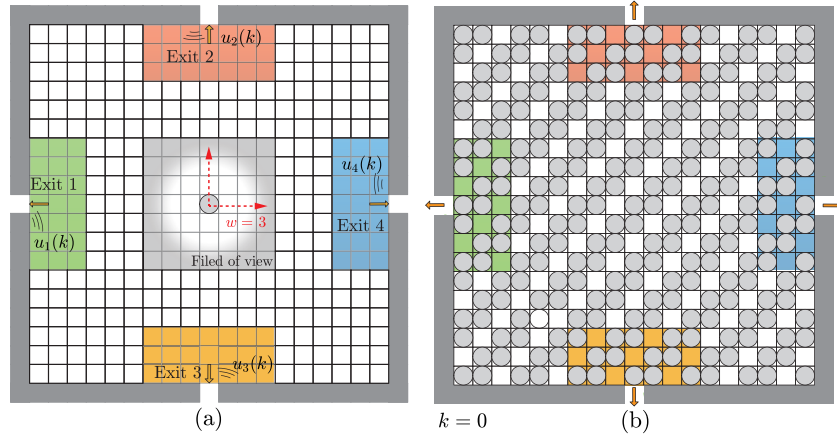 u₂(k)
Exit 2
u₄(k)
Exit 1
w = 3
Exit 4
u₁(k)
Filed of view
u₃(k)
Exit 3
(a)
k = 0
(b)